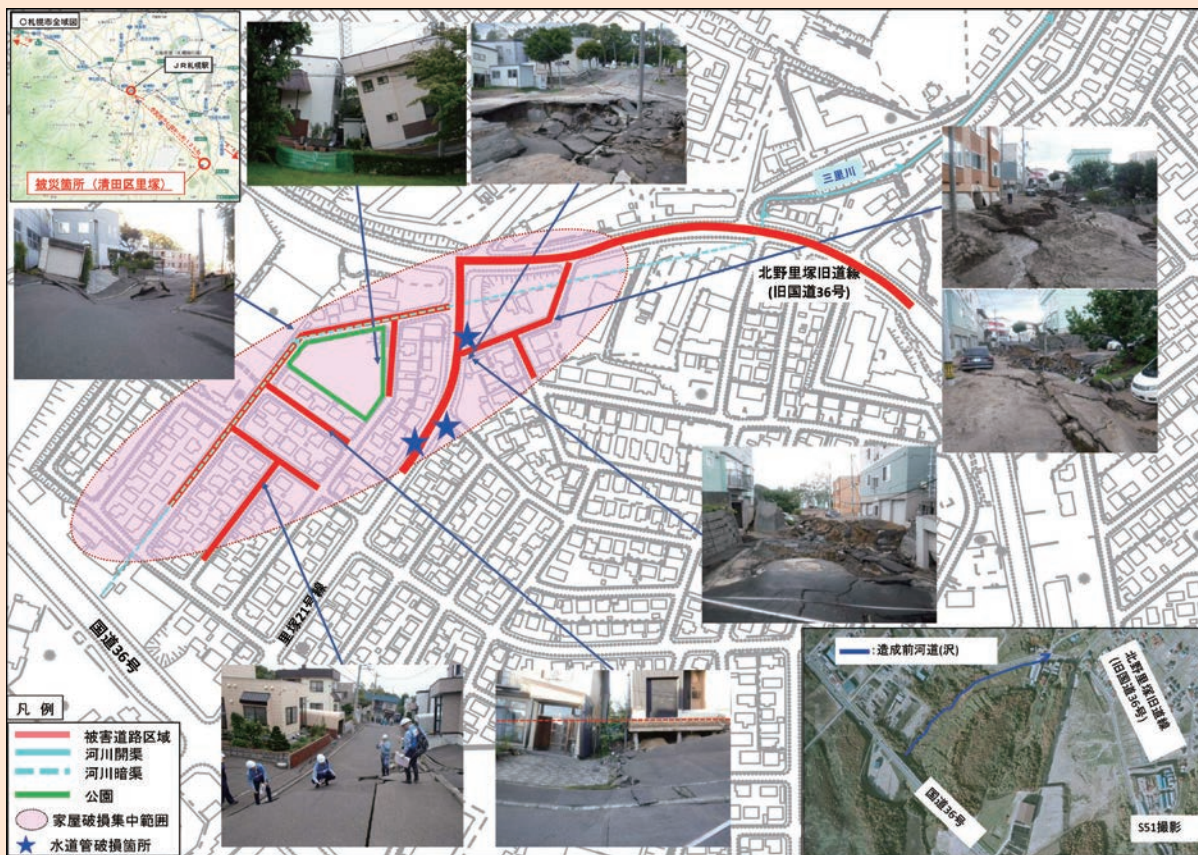 ○札幌市全域図
JR札幌駅
被災箇所（清田区里塚）
三里川
北野里塚旧道線
(旧国道36号)
里塚21号線
国道36号
凡 例
被害道路区域
河川開渠
河川暗渠
公園
家屋破損集中範囲
水道管破損箇所
:造成前河道(沢)
北野里塚旧道線
(旧国道36号)
国道36号
S51撮影